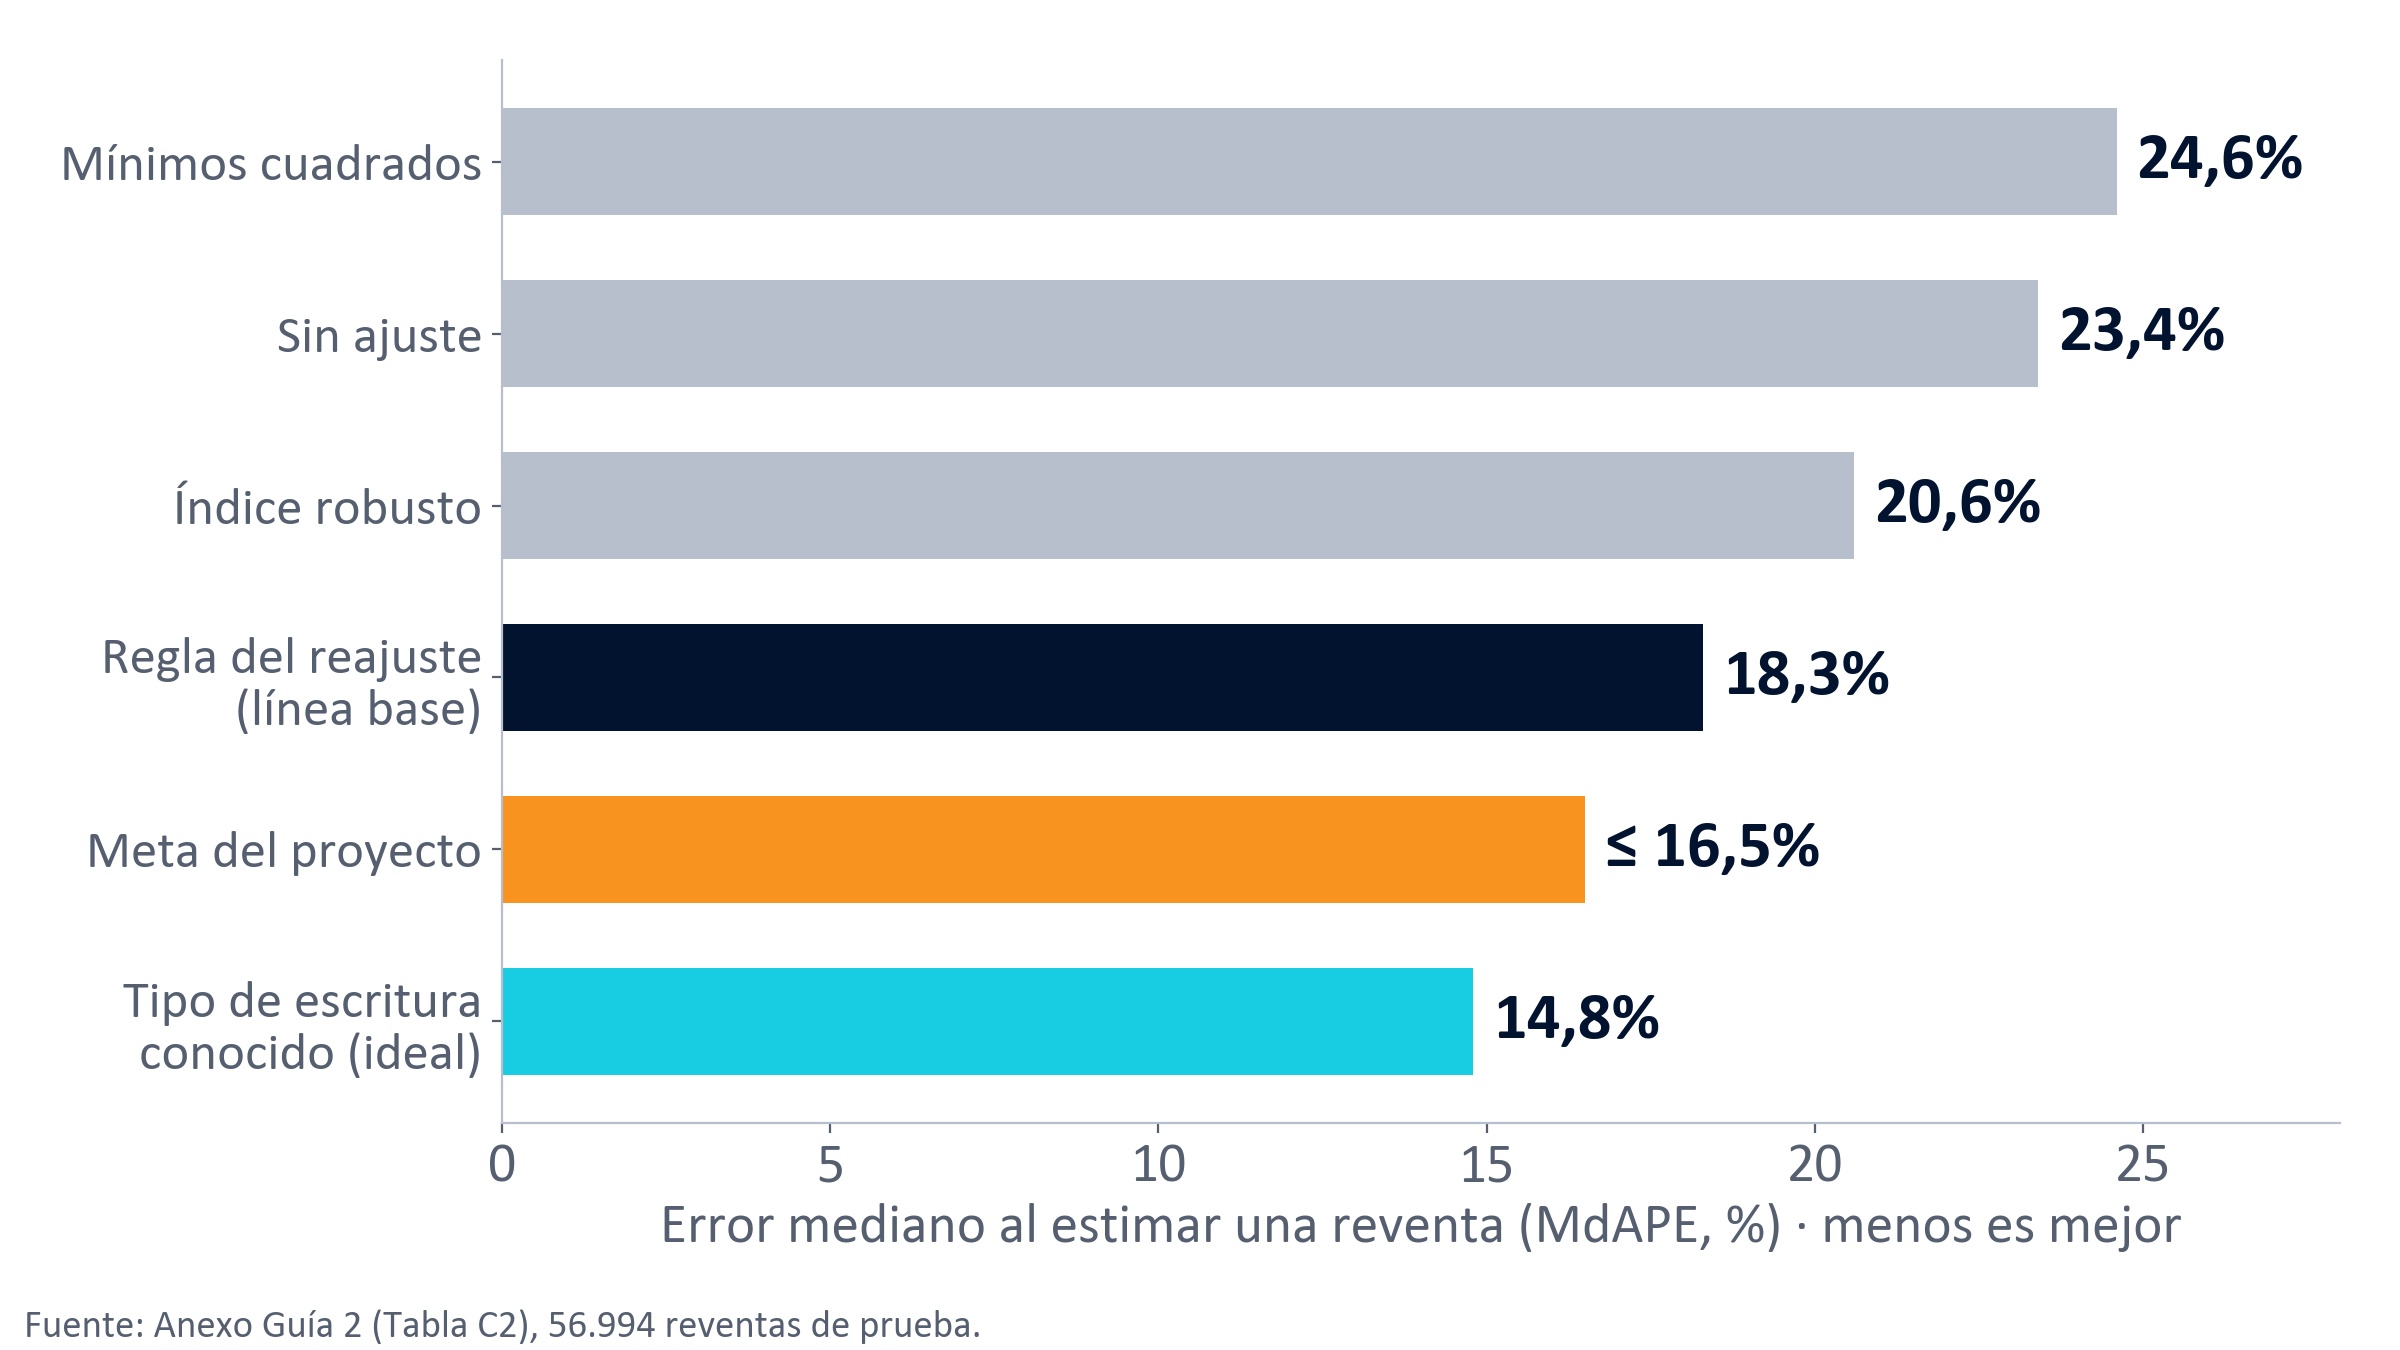 Mínimos cuadrados
24,6%
Sin ajuste
23,4%
Índice robusto
20,6%
Regla del reajuste
(línea base)
18,3%
Meta del proyecto
≤ 16,5%
Tipo de escritura
conocido (ideal)
14,8%
0 5 10 15 20 25
Error mediano al estimar una reventa (MdAPE, %) · menos es mejor
Fuente: Anexo Guía 2 (Tabla C2), 56.994 reventas de prueba.